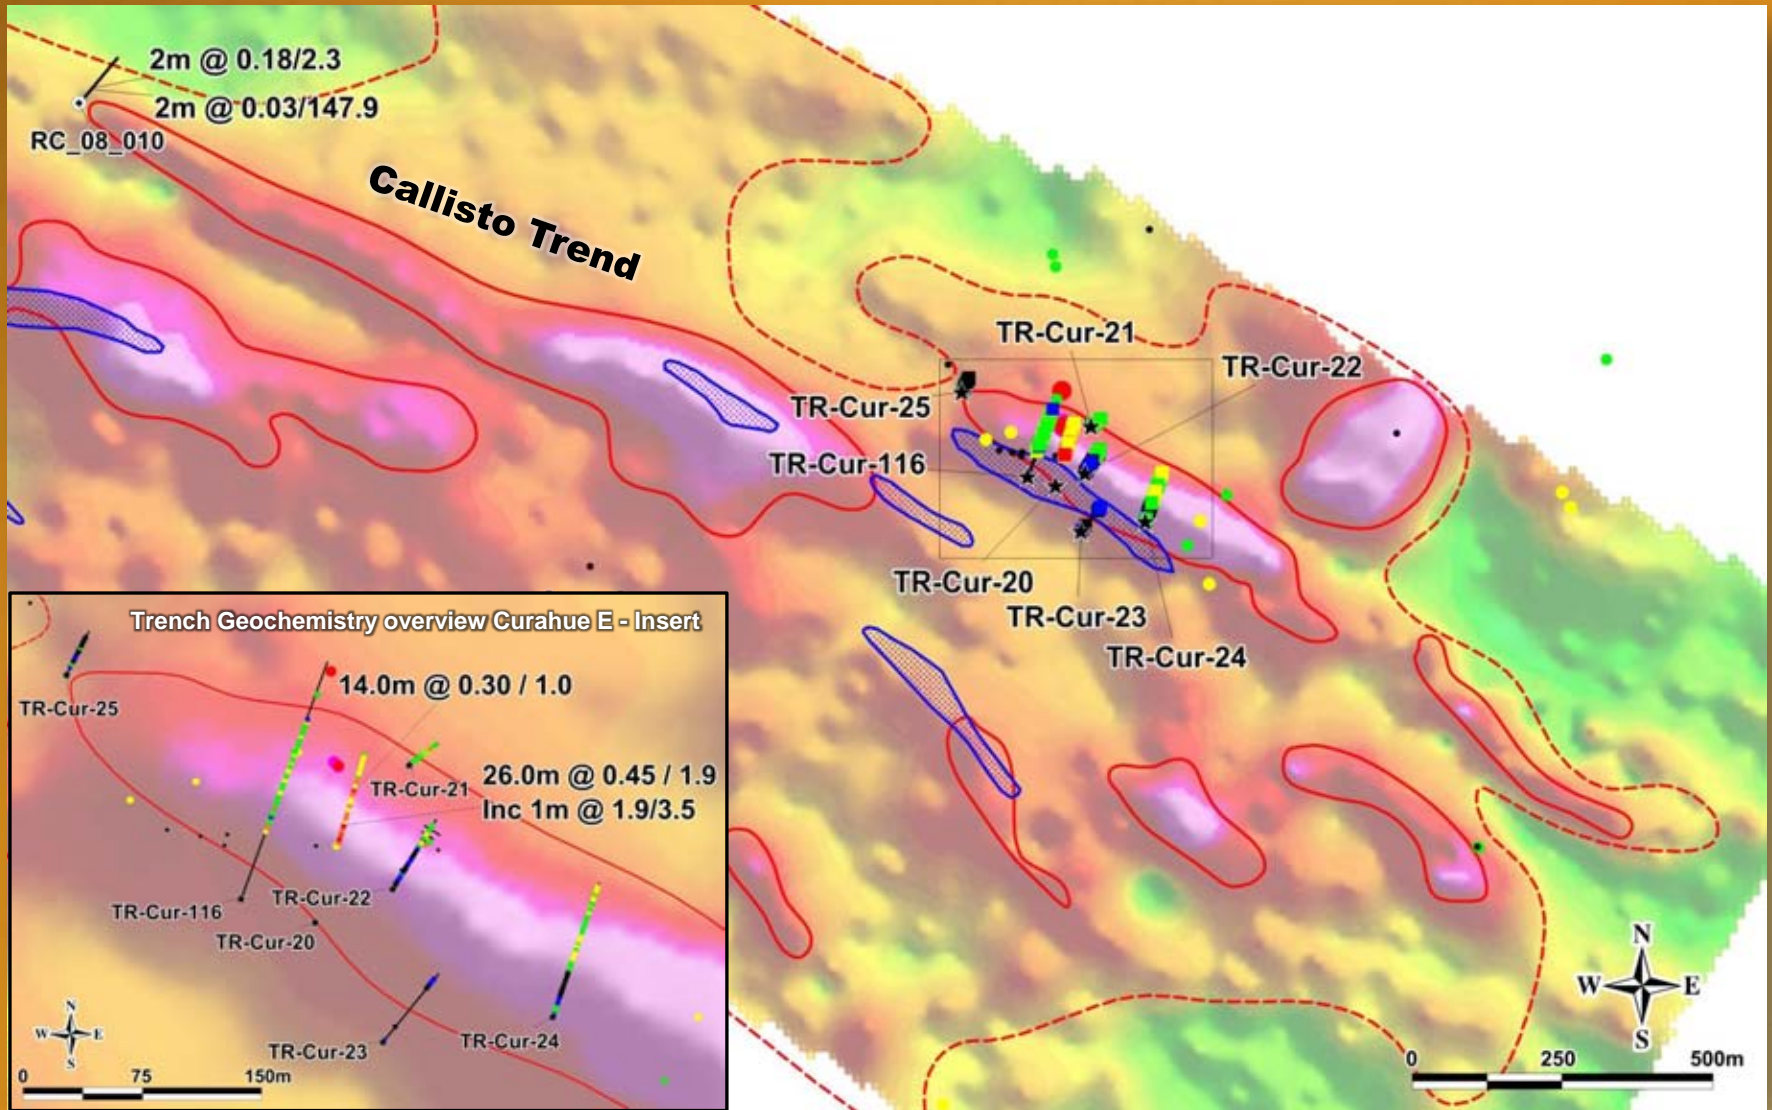 2m @ 0.18/2.3
2m @ 0.03/147.9
RC_08_010
Callisto Trend
TR-Cur-21
TR-Cur-22
TR-Cur-25
TR-Cur-116
TR-Cur-20
TR-Cur-23
TR-Cur-24
Trench Geochemistry overview Curahue E - Insert
14.0m @ 0.30 / 1.0
TR-Cur-25
26.0m @ 0.45 / 1.9
TR-Cur-21
Inc 1m @ 1.9/3.5
TR-Cur-22
TR-Cur-116
TR-Cur-20
TR-Cur-24
TR-Cur-23
N
W E
S
0 75 150m
N
W E
S
0 250 500m